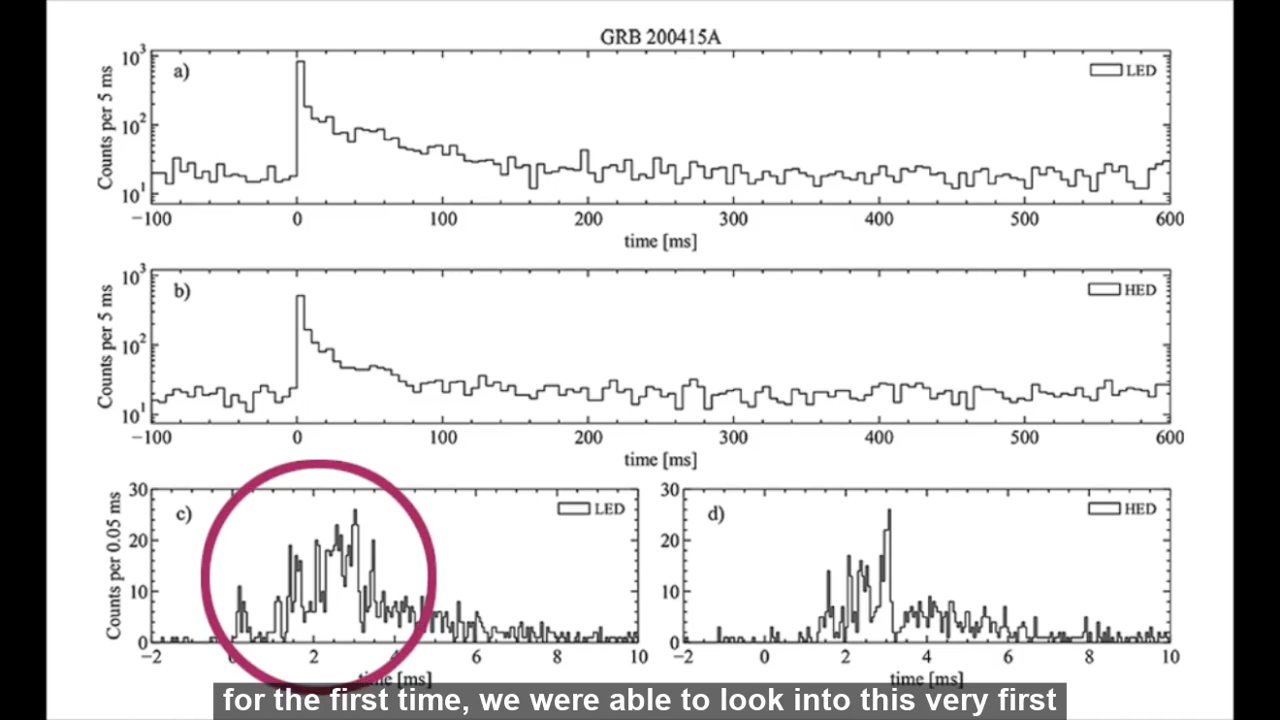 GRB 200415A
a)
LED
Counts per 5 ms
10³
10²
10¹
−100 0 100 200 300 400 500 600
time [ms]
b)
HED
Counts per 5 ms
10³
10²
10¹
−100 0 100 200 300 400 500 600
time [ms]
c)
LED
Counts per 0.05 ms
30
20
10
0
−2 0 2 4 6 8 10
time [ms]
d)
HED
30
20
10
0
−2 0 2 4 6 8 10
time [ms]
for the first time, we were able to look into this very first